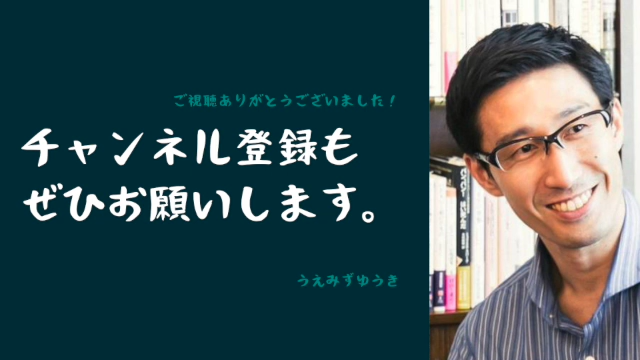 ご視聴ありがとうございました！
チャンネル登録も
ぜひお願いします。
うえみずゆうき